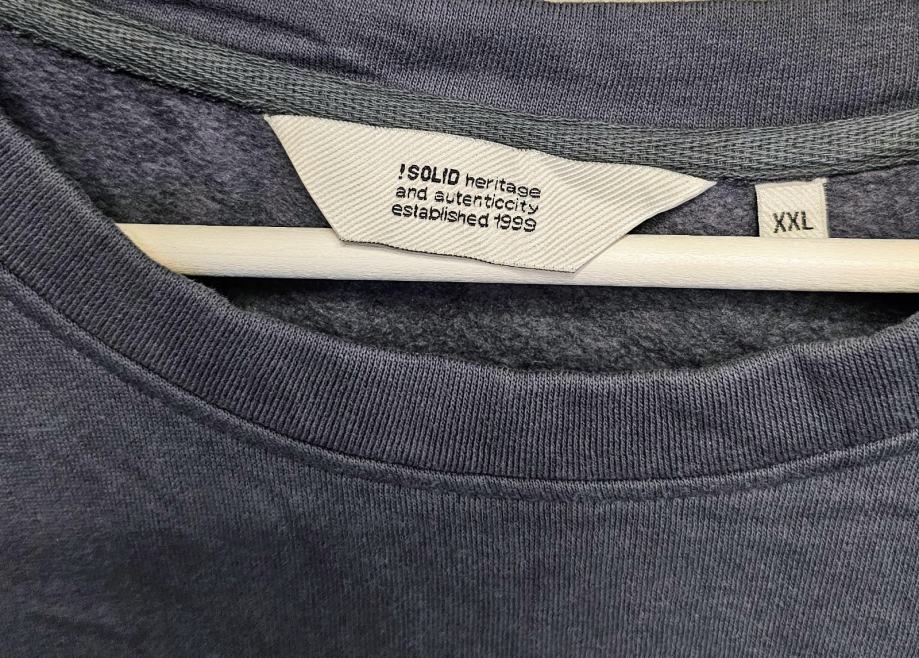 !SOLID heritage
and autenticcity
established 1999
XXL